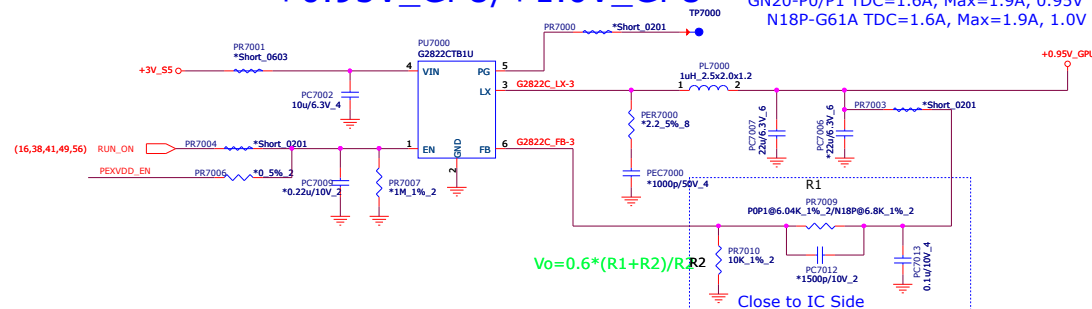 +0.95V_GPU/+1.0V_GPU
GN20-P0/P1 TDC=1.6A, Max=1.9A, 0.95V
N18P-G61A TDC=1.6A, Max=1.9A, 1.0V
TP7000
PR7000 *Short_0201
PR7001
*Short_0603
+3V_S5
PU7000
G2822CTB1U
4 VIN
PG 5
LX 3
G2822C_LX-3
PL7000
1uH_2.5x2.0x1.2
1 2
+0.95V_GPU
PC7002
10u/6.3V_4
PER7000
*2.2_5%_8
PC7007
22u/6.3V_6
PC7006
*22u/6.3V_6
PR7003 *Short_0201
(16,38,41,49,56) RUN_ON
PR7004 *Short_0201
1 EN
GND
2
FB 6
G2822C_FB-3
PEXVDD_EN
PR7006 *0_5%_2
PC7009
*0.22u/10V_2
PR7007
*1M_1%_2
PEC7000
*1000p/50V_4
R1
PR7009
P0P1@6.04K_1%_2/N18P@6.8K_1%_2
Vo=0.6*(R1+R2)/R2
R2
PR7010
10K_1%_2
PC7012
*1500p/10V_2
PC7013
0.1u/10V_4
Close to IC Side